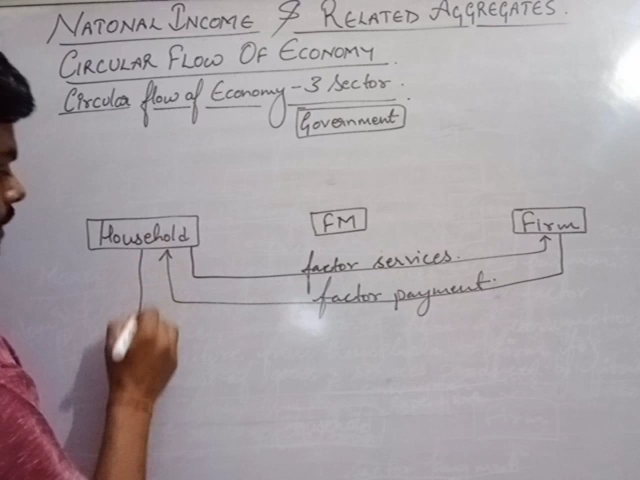 NATONAL INCOME & RELATED AGGREGATES.
CIRCULAR FLOW OF ECONOMY.
Circular flow of Economy - 3 Sector.
Government
Household FM Firm
factor services.
factor payment.